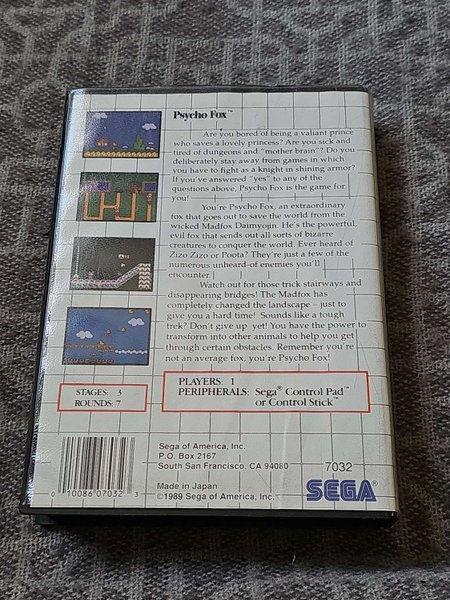 Psycho Fox™
Are you bored of being a valiant prince
who saves a lovely princess? Are you sick and
tired of dungeons and "mother brain"? Do you
deliberately stay away from games in which
you have to fight as a knight in shining armor?
If you've answered "yes" to any of the
questions above, Psycho Fox is the game for
you!
You're Psycho Fox, an extraordinary
fox that goes out to save the world from the
wicked Madfox Daimyojin. He's the powerful,
evil fox that sends out all sorts of bizarre
creatures to conquer the world. Ever heard of
Zizo Zizo or Poota? They're just a few of the
numerous unheard-of enemies you'll
encounter
Watch out for those trick stairways and
disappearing bridges! The Madfox has
completely changed the landscape – just to
give you a hard time! Sounds like a tough
trek? Don't give up yet! You have the power to
transform into other animals to help you get
through certain obstacles. Remember you're
not an average fox, you're Psycho Fox!
STAGES: 3
ROUNDS: 7
PLAYERS: 1
PERIPHERALS: Sega® Control Pad™
or Control Stick™
Sega of America, Inc.
P.O. Box 2167
South San Francisco, CA 94080
7032
Made in Japan
©1989 Sega of America, Inc.
SEGA
0 10086 07032 3